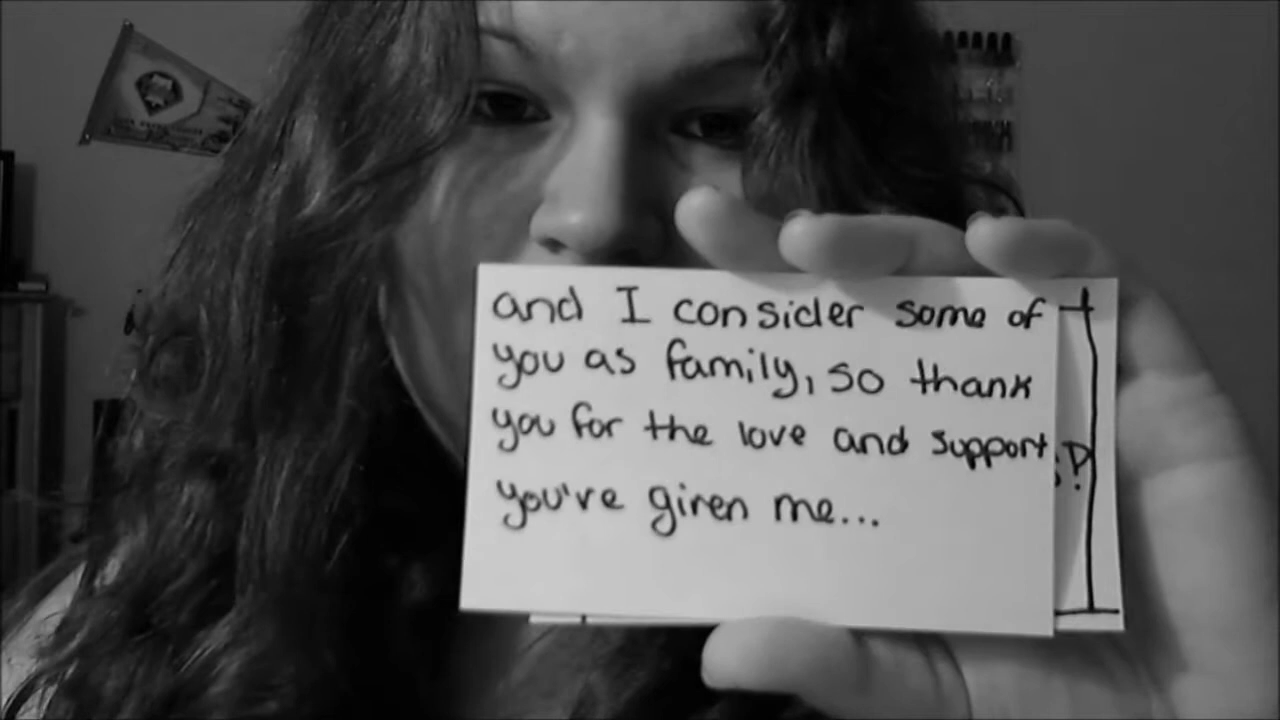 and I consider some of
you as family, so thank
you for the love and support
you've given me...